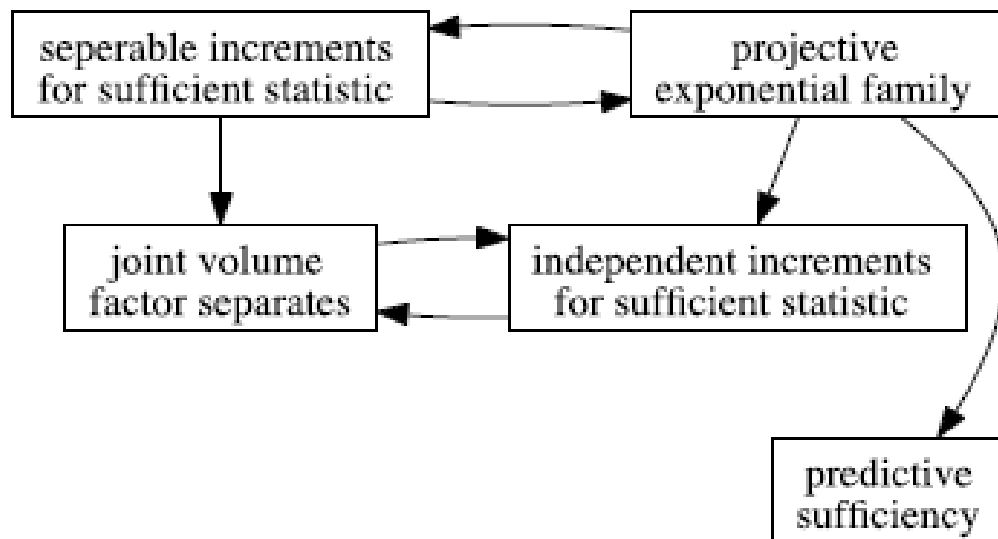 seperable increments
for sufficient statistic
projective
exponential family
joint volume
factor separates
independent increments
for sufficient statistic
predictive
sufficiency